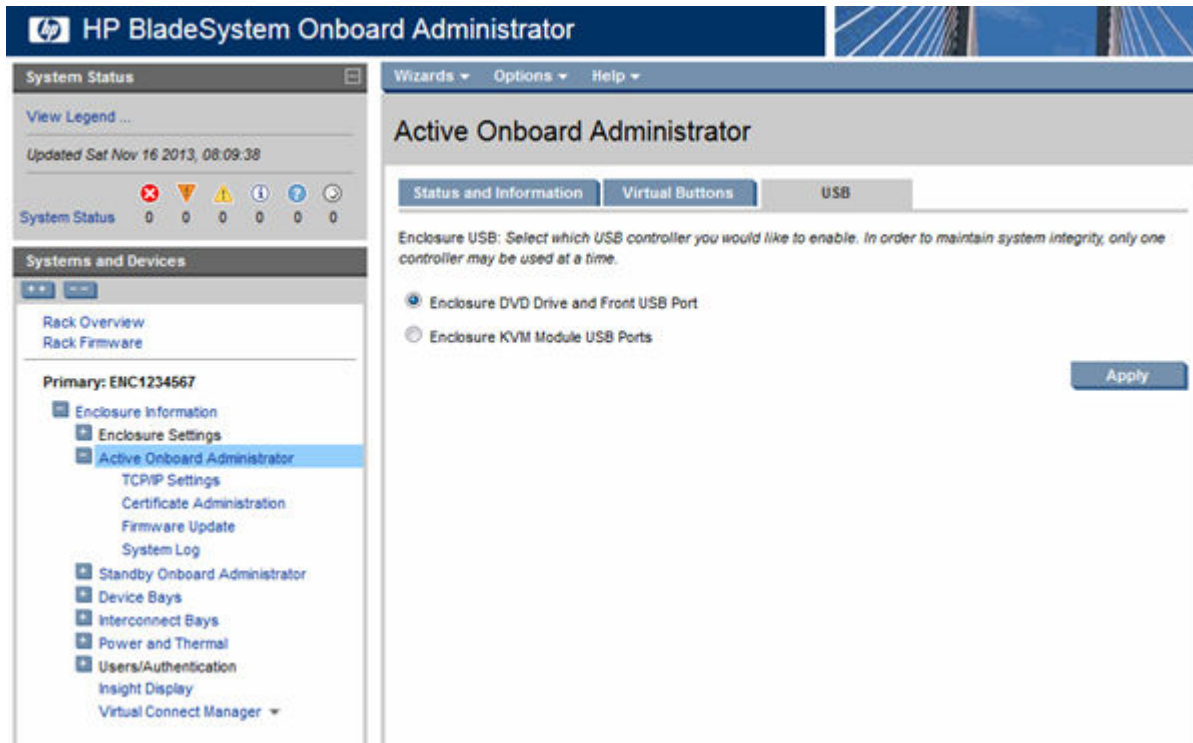 hp HP BladeSystem Onboard Administrator
System Status
View Legend ...
Updated Sat Nov 16 2013, 08:09:38
System Status 0 0 0 0 0 0
Systems and Devices
Rack Overview
Rack Firmware
Primary: ENC1234567
Enclosure Information
Enclosure Settings
Active Onboard Administrator
TCP/IP Settings
Certificate Administration
Firmware Update
System Log
Standby Onboard Administrator
Device Bays
Interconnect Bays
Power and Thermal
Users/Authentication
Insight Display
Virtual Connect Manager
Wizards Options Help
Active Onboard Administrator
Status and Information Virtual Buttons USB
Enclosure USB: Select which USB controller you would like to enable. In order to maintain system integrity, only one
controller may be used at a time.
Enclosure DVD Drive and Front USB Port
Enclosure KVM Module USB Ports
Apply